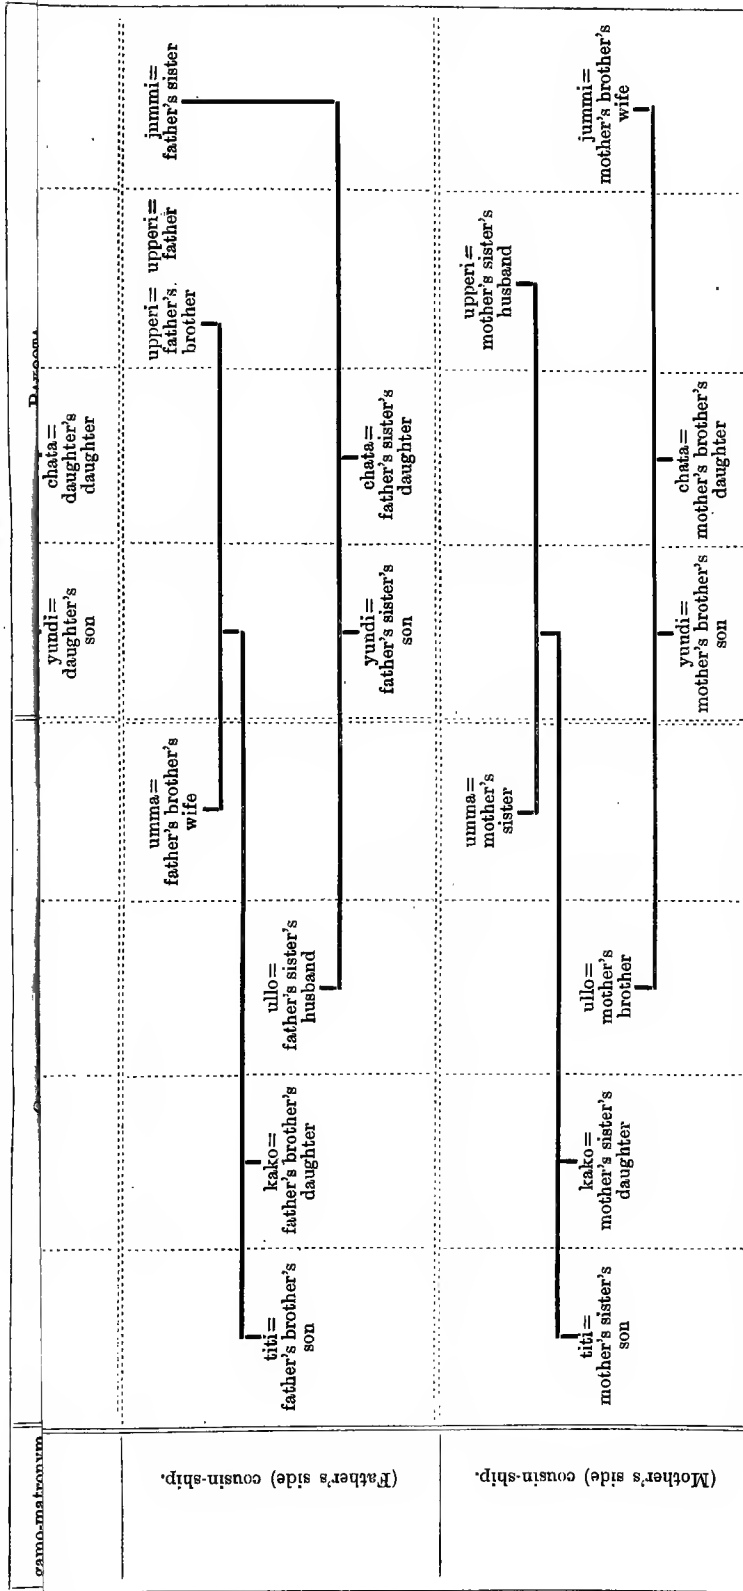 gamo-matronym
yundi=
daughter's
son
chata=
daughter's
daughter
(Father's side) cousin-ship.
titi=
father's brother's
son
kako=
father's brother's
daughter
ullo=
father's sister's
husband
umma=
father's brother's
wife
yundi=
father's sister's
son
chata=
father's sister's
daughter
upperi=
father's.
brother
upperi=
father
jummi=
father's sister
(Mother's side) cousin-ship.
titi=
mother's sister's
son
kako=
mother's sister's
daughter
ullo=
mother's
brother
umma=
mother's
sister
yundi=
mother's brother's
son
chata=
mother's brother's
daughter
upperi=
mother's sister's
husband
jummi=
mother's brother's
wife